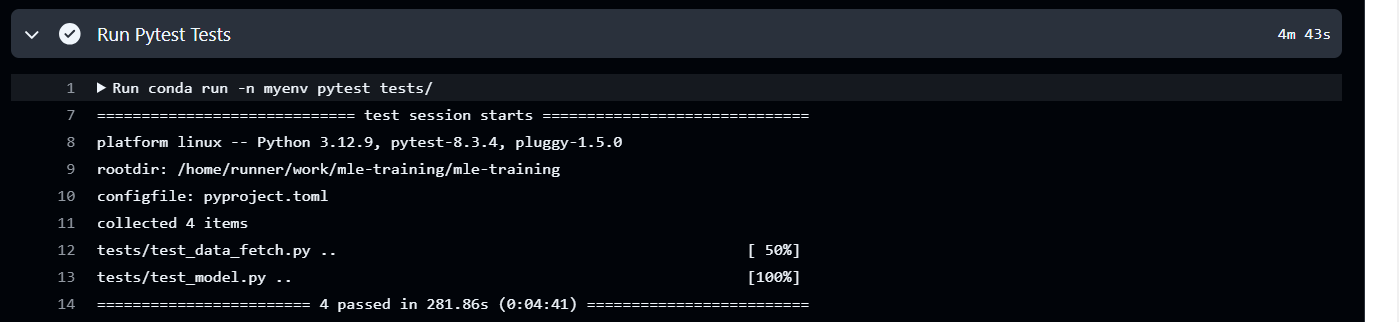 Run Pytest Tests 4m 43s
1 Run conda run -n myenv pytest tests/
7 ============================= test session starts ==============================
8 platform linux -- Python 3.12.9, pytest-8.3.4, pluggy-1.5.0
9 rootdir: /home/runner/work/mle-training/mle-training
10 configfile: pyproject.toml
11 collected 4 items
12 tests/test_data_fetch.py .. [ 50%]
13 tests/test_model.py .. [100%]
14 ======================== 4 passed in 281.86s (0:04:41) =========================